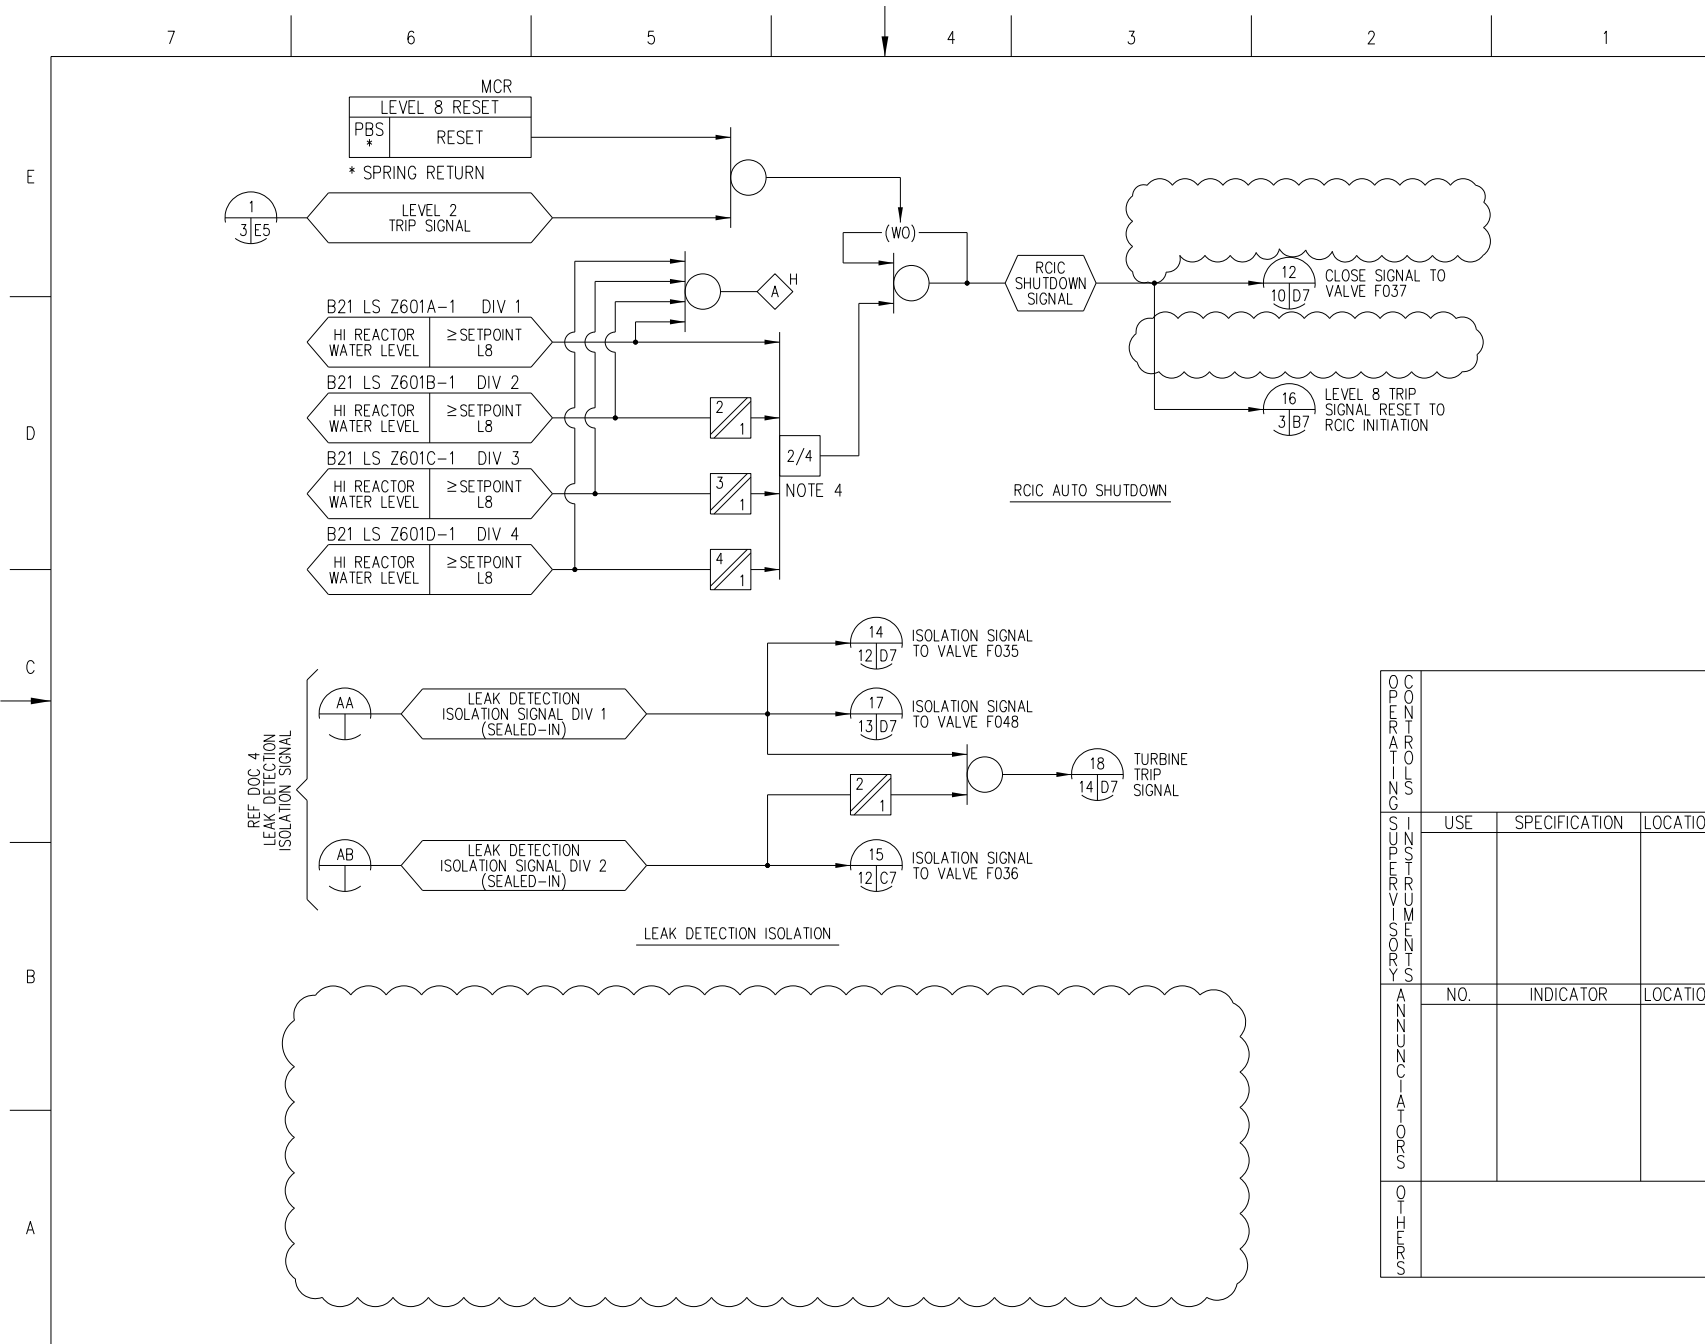 7 6 5 4 3 2 1
E
D
C
B
A
MCR
LEVEL 8 RESET
PBS
*
RESET
* SPRING RETURN
1
3 E5
LEVEL 2
TRIP SIGNAL
(WO)
A
H
RCIC
SHUTDOWN
SIGNAL
12
10 D7
CLOSE SIGNAL TO
VALVE F037
B21 LS Z601A-1 DIV 1
HI REACTOR
WATER LEVEL
≥SETPOINT
L8
B21 LS Z601B-1 DIV 2
HI REACTOR
WATER LEVEL
≥SETPOINT
L8
2
1
B21 LS Z601C-1 DIV 3
HI REACTOR
WATER LEVEL
≥SETPOINT
L8
3
1
B21 LS Z601D-1 DIV 4
HI REACTOR
WATER LEVEL
≥SETPOINT
L8
4
1
2/4
NOTE 4
16
3 B7
LEVEL 8 TRIP
SIGNAL RESET TO
RCIC INITIATION
RCIC AUTO SHUTDOWN
REF DOC 4
LEAK DETECTION
ISOLATION SIGNAL
AA
LEAK DETECTION
ISOLATION SIGNAL DIV 1
(SEALED-IN)
14
12 D7
ISOLATION SIGNAL
TO VALVE F035
17
13 D7
ISOLATION SIGNAL
TO VALVE F048
2
1
18
14 D7
TURBINE
TRIP
SIGNAL
AB
LEAK DETECTION
ISOLATION SIGNAL DIV 2
(SEALED-IN)
15
12 C7
ISOLATION SIGNAL
TO VALVE F036
LEAK DETECTION ISOLATION
OPERATING
CONTROLS
SUPERVISORY
INSTRUMENTS
USE SPECIFICATION LOCATIO
ANNUNCIATORS
NO. INDICATOR LOCATIO
OTHERS